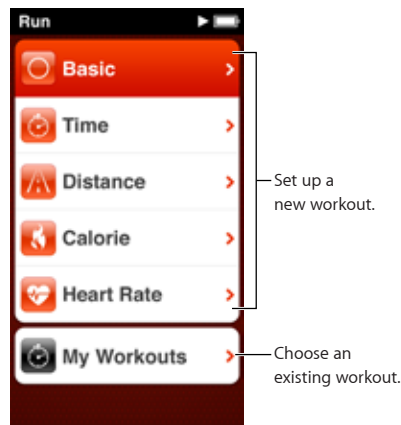 Run
Basic
Time
Distance
Calorie
Heart Rate
My Workouts
Set up a
new workout.
Choose an
existing workout.